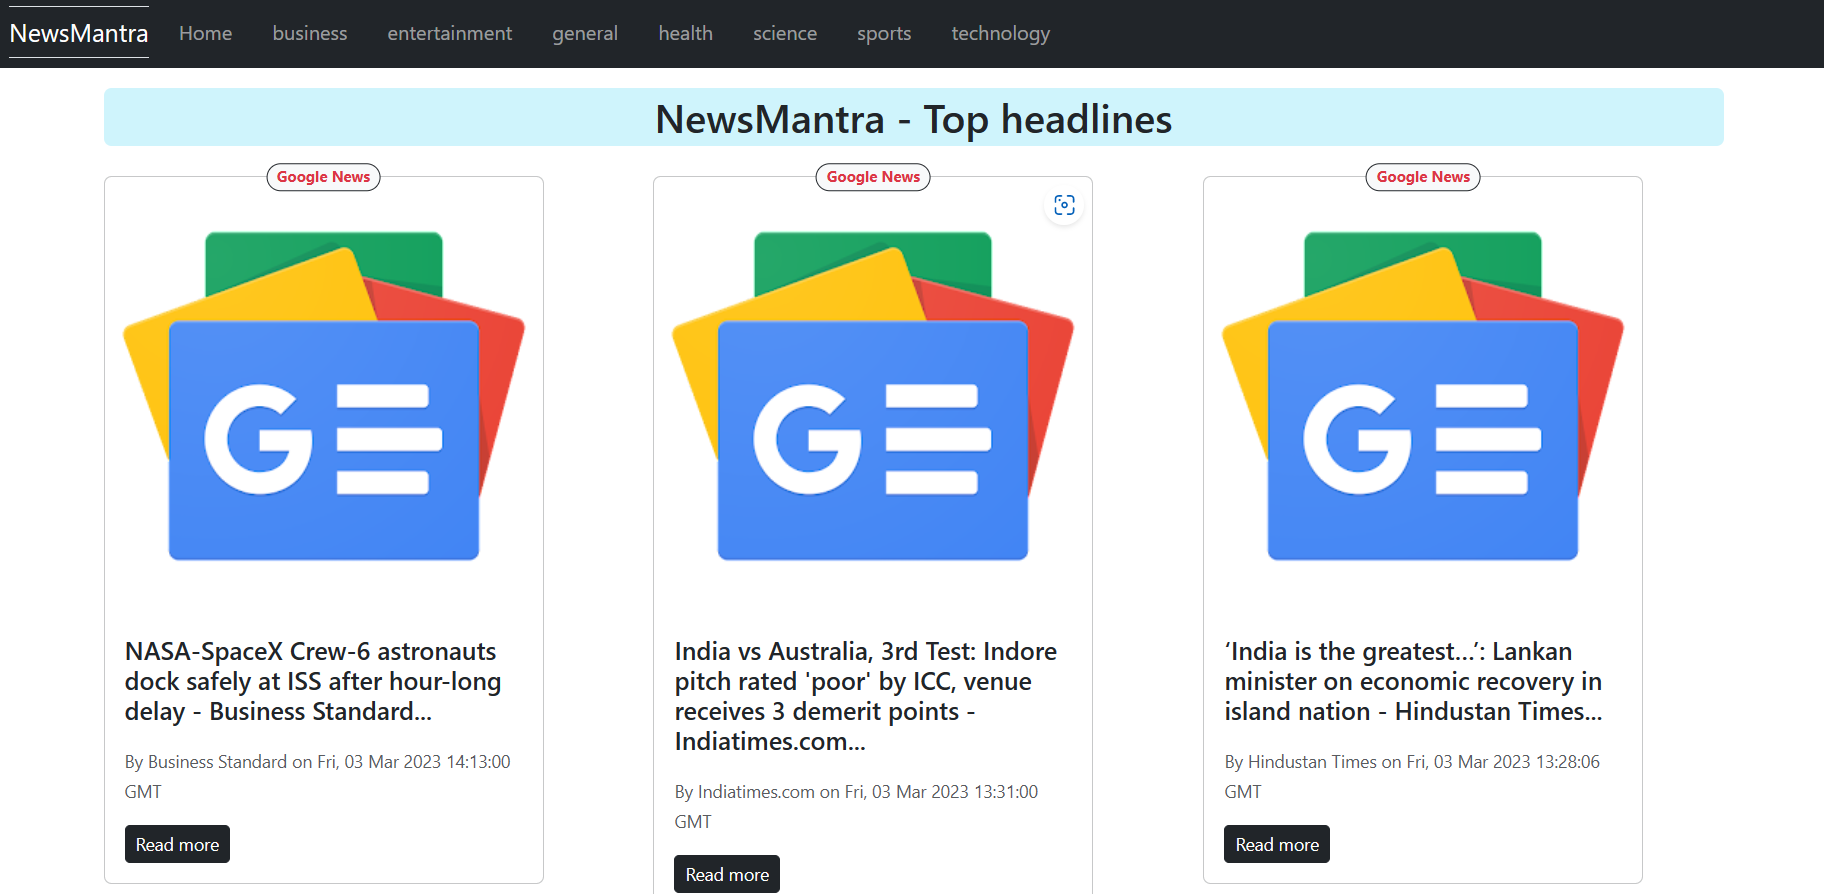 NewsMantra Home business entertainment general health science sports technology
NewsMantra - Top headlines
Google News
G
NASA-SpaceX Crew-6 astronauts
dock safely at ISS after hour-long
delay - Business Standard...
By Business Standard on Fri, 03 Mar 2023 14:13:00
GMT
Read more
Google News
G
India vs Australia, 3rd Test: Indore
pitch rated 'poor' by ICC, venue
receives 3 demerit points -
Indiatimes.com...
By Indiatimes.com on Fri, 03 Mar 2023 13:31:00
GMT
Read more
Google News
G
‘India is the greatest...’: Lankan
minister on economic recovery in
island nation - Hindustan Times...
By Hindustan Times on Fri, 03 Mar 2023 13:28:06
GMT
Read more